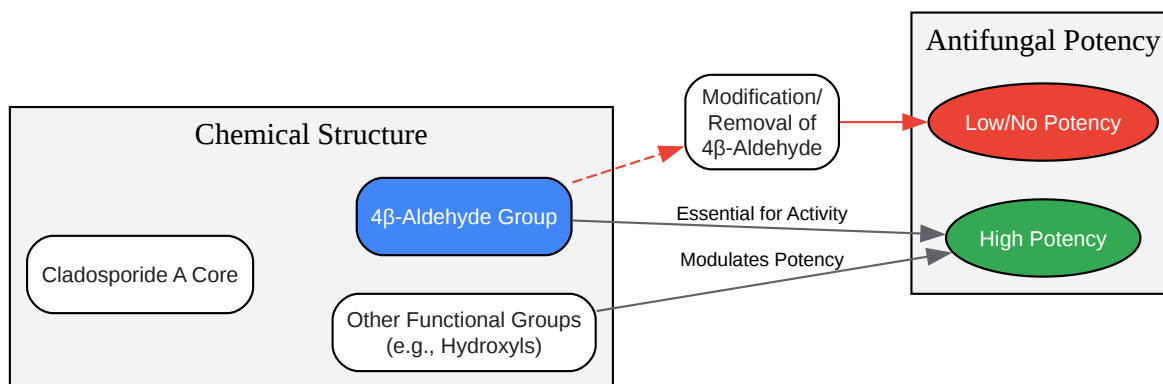 Chemical Structure
Cladosporide A Core
4β-Aldehyde Group
Other Functional Groups
(e.g., Hydroxyls)
Modification/
Removal of
4β-Aldehyde
Essential for Activity
Modulates Potency
Antifungal Potency
Low/No Potency
High Potency